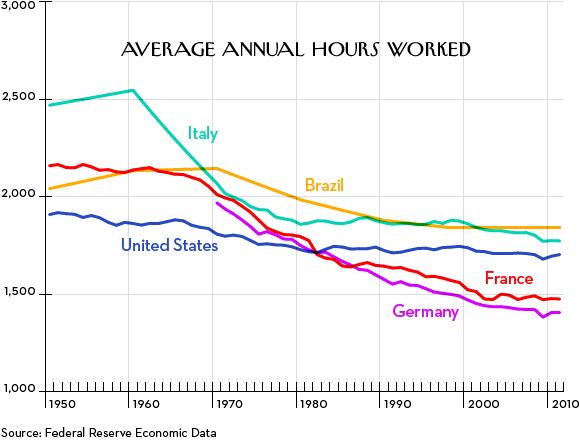 3,000
AVERAGE ANNUAL HOURS WORKED
2,500
Italy
Brazil
2,000
United States
France
1,500
Germany
1,000
1950 1960 1970 1980 1990 2000 2010
Source: Federal Reserve Economic Data